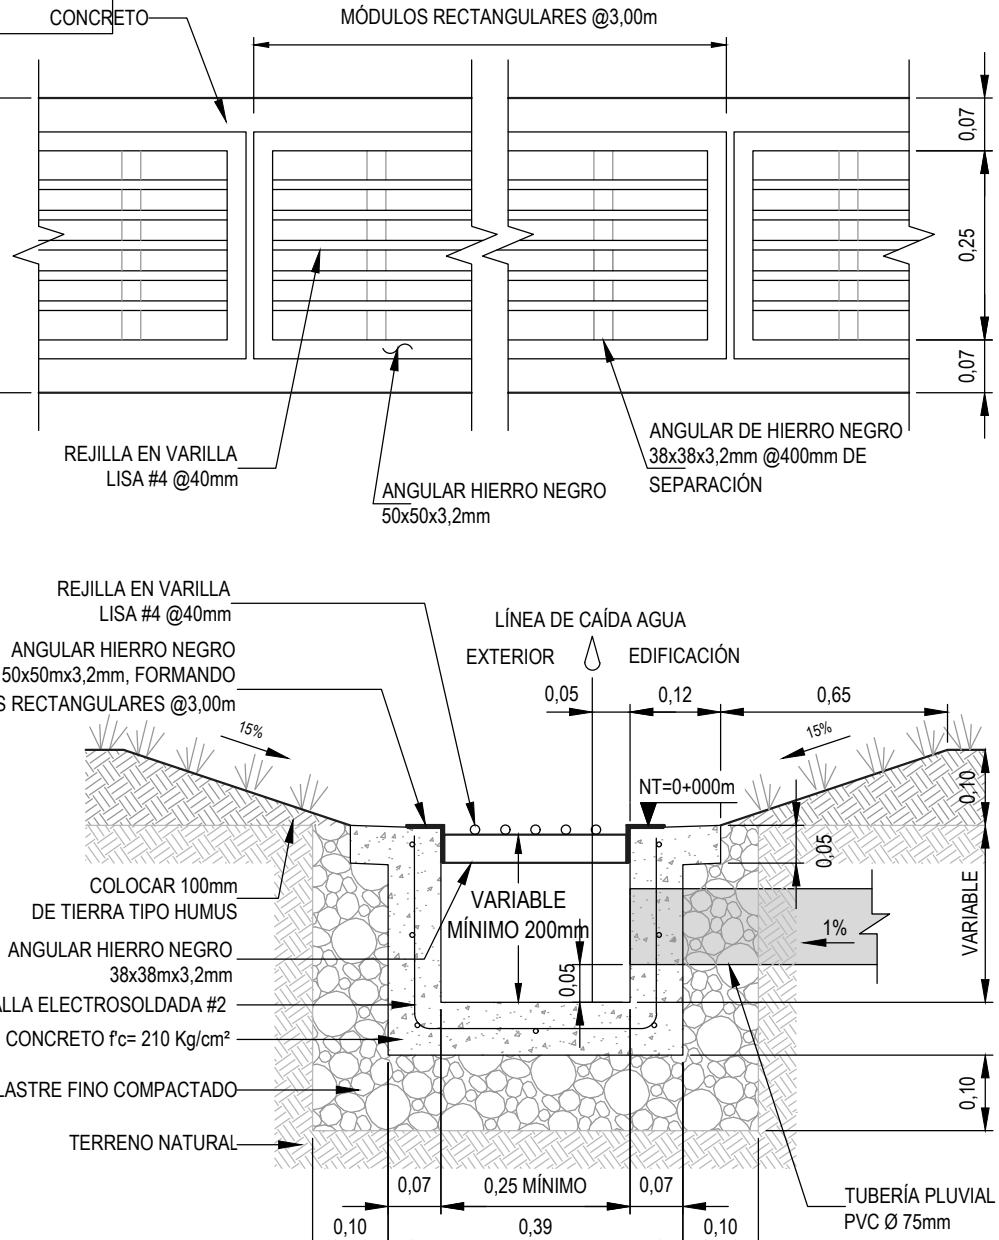 CONCRETO
MÓDULOS RECTANGULARES @3,00m
0,07
0,25
0,07
REJILLA EN VARILLA
LISA #4 @40mm
ANGULAR HIERRO NEGRO
50x50x3,2mm
ANGULAR DE HIERRO NEGRO
38x38x3,2mm @400mm DE
SEPARACIÓN
REJILLA EN VARILLA
LISA #4 @40mm
LÍNEA DE CAÍDA AGUA
EXTERIOR
EDIFICACIÓN
ANGULAR HIERRO NEGRO
50x50mx3,2mm, FORMANDO
S RECTANGULARES @3,00m
0,05
0,12
0,65
15%
15%
NT=0+000m
0,10
0,05
COLOCAR 100mm
DE TIERRA TIPO HUMUS
VARIABLE
MÍNIMO 200mm
VARIABLE
1%
ANGULAR HIERRO NEGRO
38x38mx3,2mm
0,05
ALLA ELECTROSOLDADA #2
CONCRETO f'c= 210 Kg/cm²
LASTRE FINO COMPACTADO
0,10
TERRENO NATURAL
0,07
0,25 MÍNIMO
0,07
TUBERÍA PLUVIAL
PVC Ø 75mm
0,10
0,39
0,10